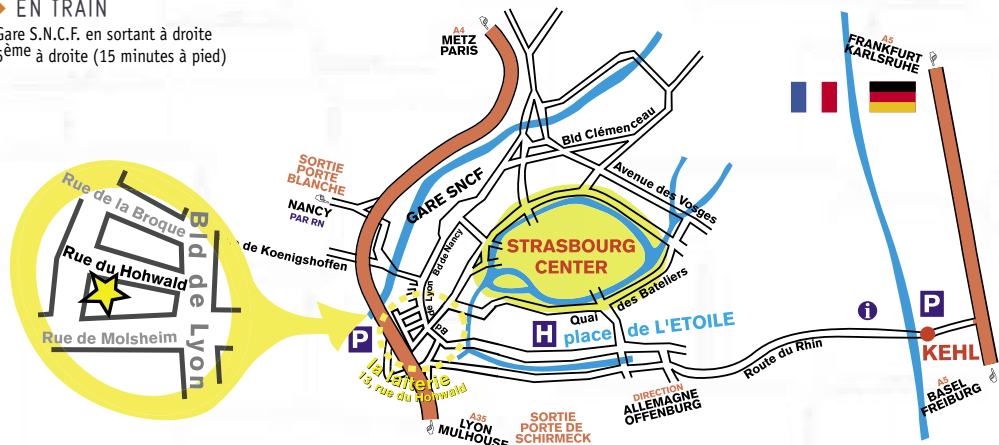 EN TRAIN
Gare S.N.C.F. en sortant à droite
ème à droite (15 minutes à pied)
A4
METZ
PARIS
A5
FRANKFURT
KARLSRUHE
Bld Clémenceau
SORTIE
PORTE
BLANCHE
GARE SNCF
Avenue des Vosges
NANCY
PAR RN
Rue de la Broque
Bld de Lyon
de Koenigshoffen
Bd de Nancy
STRASBOURG
CENTER
Rue du Hohwald
Bd de Lyon
Quai des Bateliers
i
P
Rue de Molsheim
P
H
place de L'ETOILE
Route du Rhin
KEHL
la laiterie
13, rue du Hohwald
A5
BASEL
FREIBURG
DIRECTION
ALLEMAGNE
OFFENBURG
A35
LYON
MULHOUSE
SORTIE
PORTE DE
SCHIRMECK